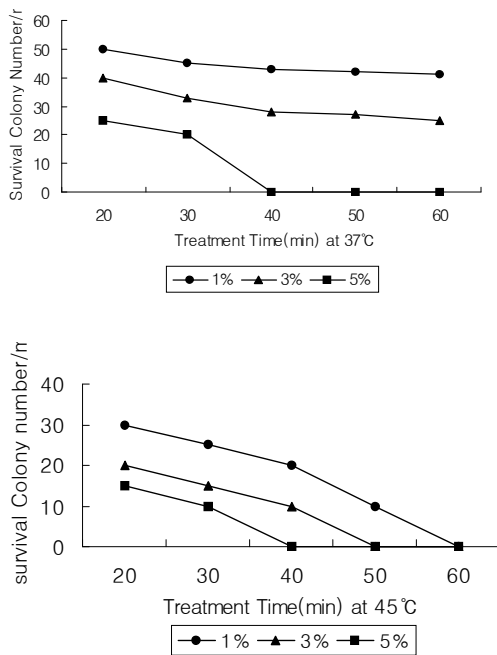 Survival Colony Number/r
60
50
40
30
20
10
0
20 30 40 50 60
Treatment Time(min) at 37℃
1% 3% 5%
survival Colony number/m
40
30
20
10
0
20 30 40 50 60
Treatment Time(min) at 45℃
1% 3% 5%